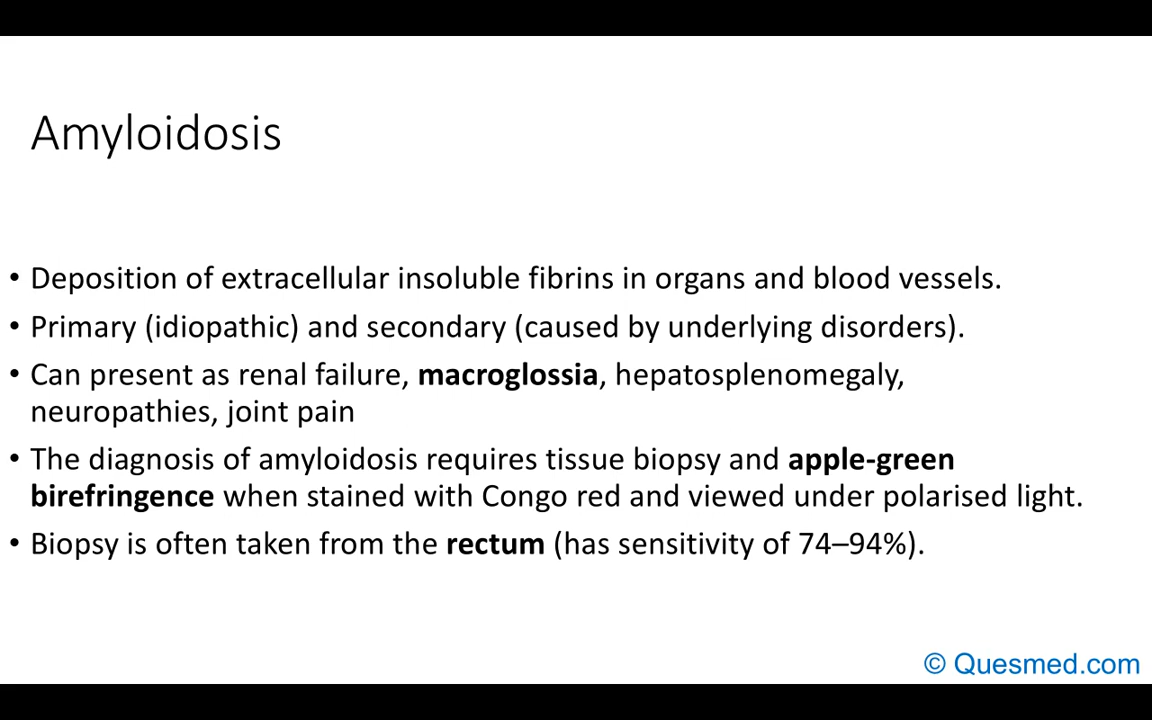 Amyloidosis
• Deposition of extracellular insoluble fibrins in organs and blood vessels.
• Primary (idiopathic) and secondary (caused by underlying disorders).
• Can present as renal failure, macroglossia, hepatosplenomegaly,
neuropathies, joint pain
• The diagnosis of amyloidosis requires tissue biopsy and apple-green
birefringence when stained with Congo red and viewed under polarised light.
• Biopsy is often taken from the rectum (has sensitivity of 74–94%).
© Quesmed.com